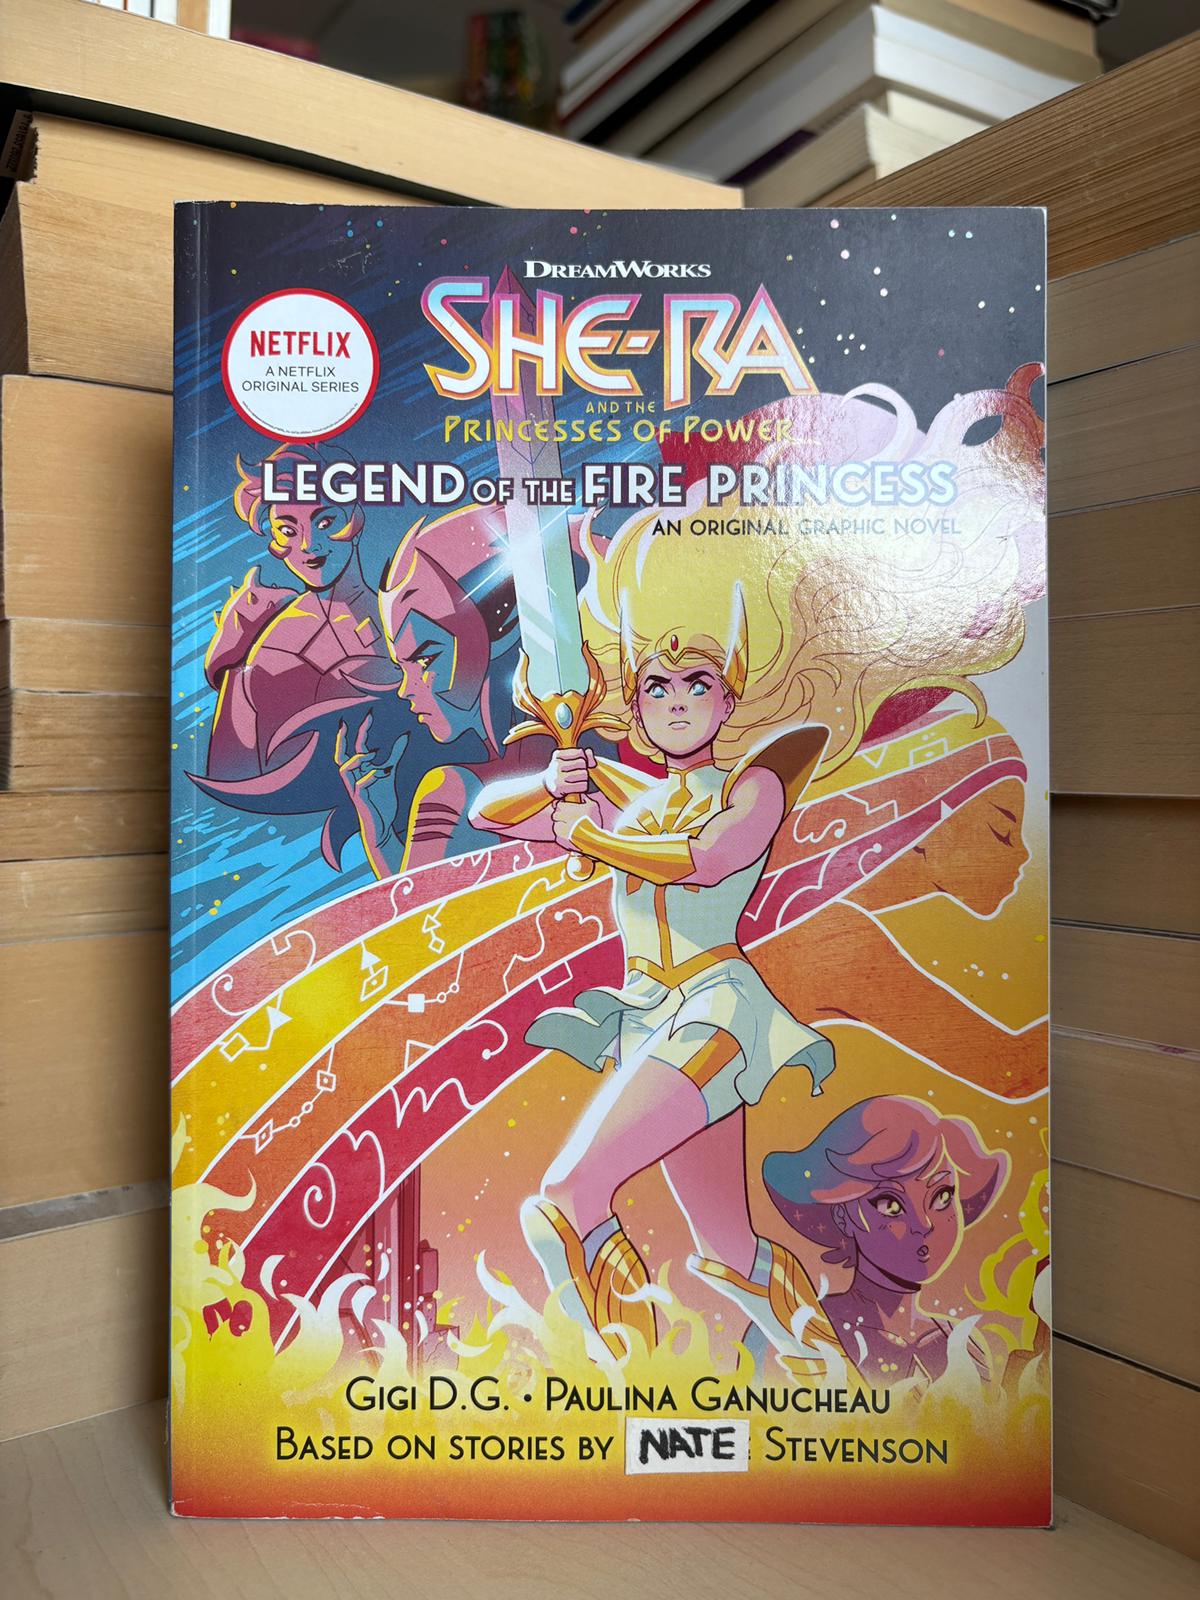 DREAMWORKS
SHE-RA
AND THE
PRINCESSES OF POWER
NETFLIX
A NETFLIX
ORIGINAL SERIES
LEGEND OF THE FIRE PRINCESS
AN ORIGINAL GRAPHIC NOVEL
GIGI D.G. • PAULINA GANUCHEAU
BASED ON STORIES BY NATE STEVENSON